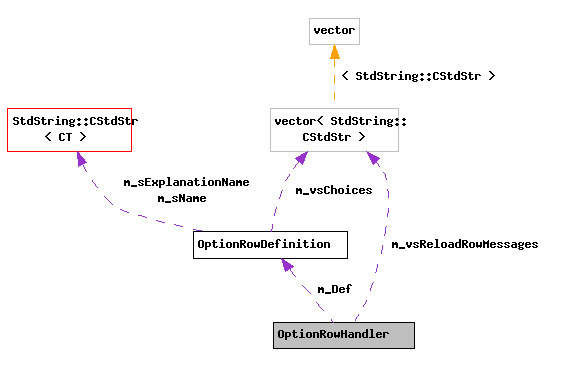 vector
< StdString::CStdStr >
StdString::CStdStr
< CT >
vector< StdString::
CStdStr >
m_sExplanationName
m_sName
m_vsChoices
OptionRowDefinition
m_vsReloadRowMessages
m_Def
OptionRowHandler